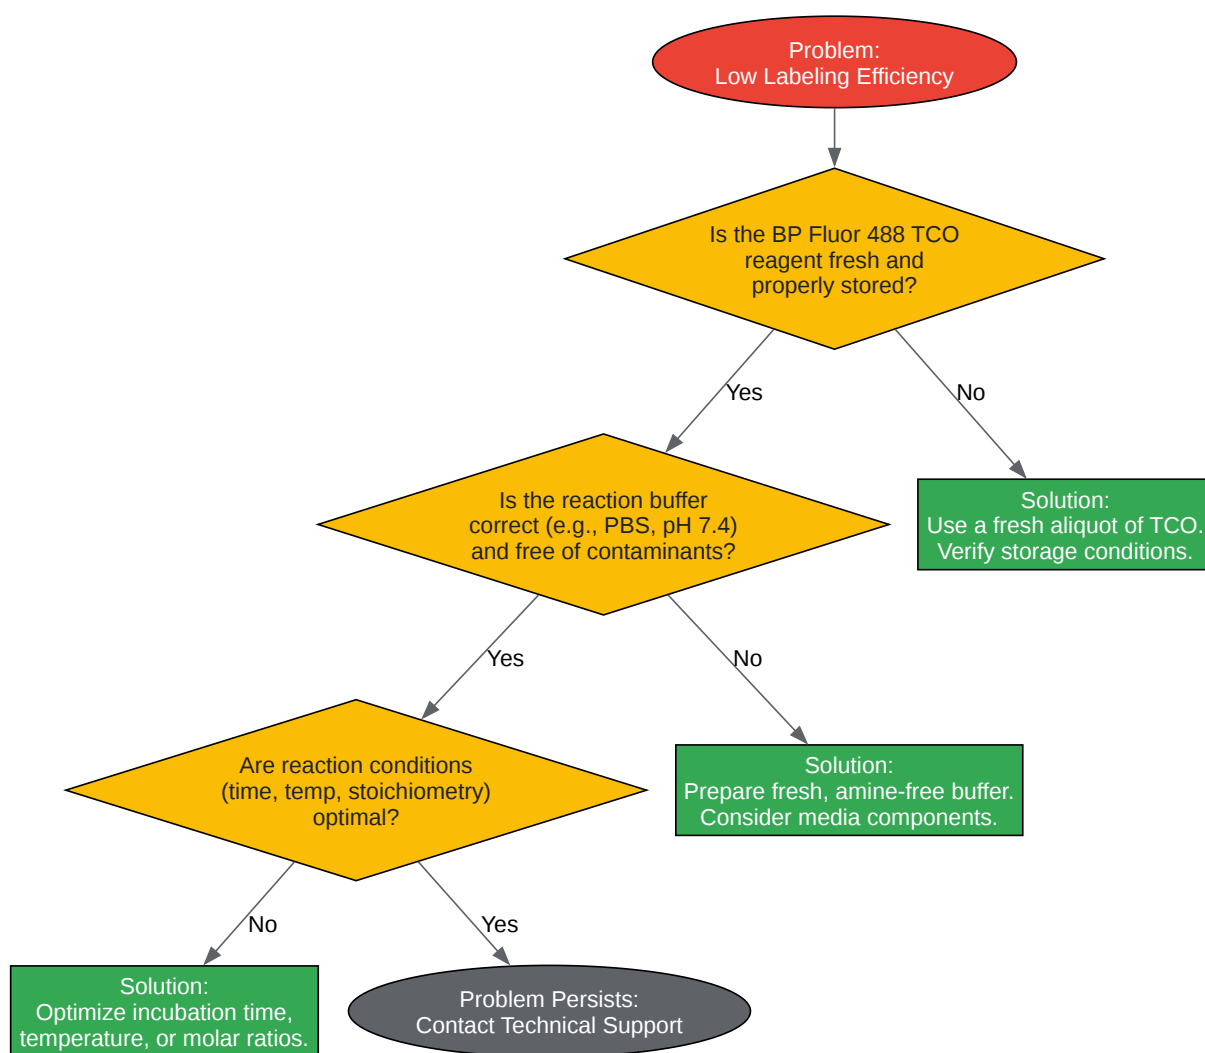 Problem:
Low Labeling Efficiency
Is the BP Fluor 488 TCO
reagent fresh and
properly stored?
Yes
No
Is the reaction buffer
correct (e.g., PBS, pH 7.4)
and free of contaminants?
Solution:
Use a fresh aliquot of TCO.
Verify storage conditions.
Yes
No
Are reaction conditions
(time, temp, stoichiometry)
optimal?
Solution:
Prepare fresh, amine-free buffer.
Consider media components.
No
Yes
Solution:
Optimize incubation time,
temperature, or molar ratios.
Problem Persists:
Contact Technical Support